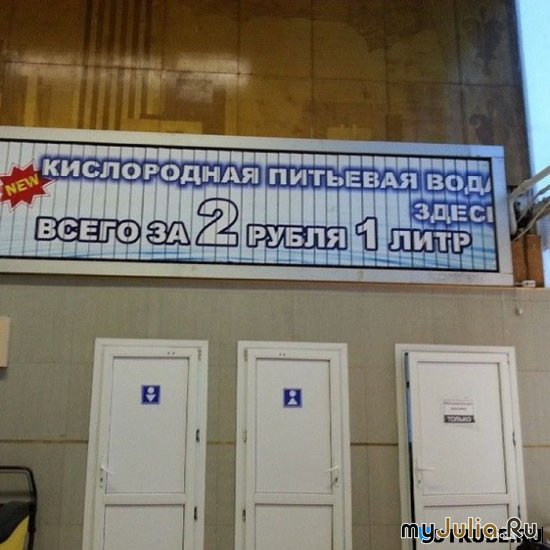 NEW
КИСЛОРОДНАЯ ПИТЬЕВАЯ ВОДА
ЗДЕСЬ
ВСЕГО ЗА 2 РУБЛЯ 1 ЛИТР
ТОЛЬКО
myJulia.Ru